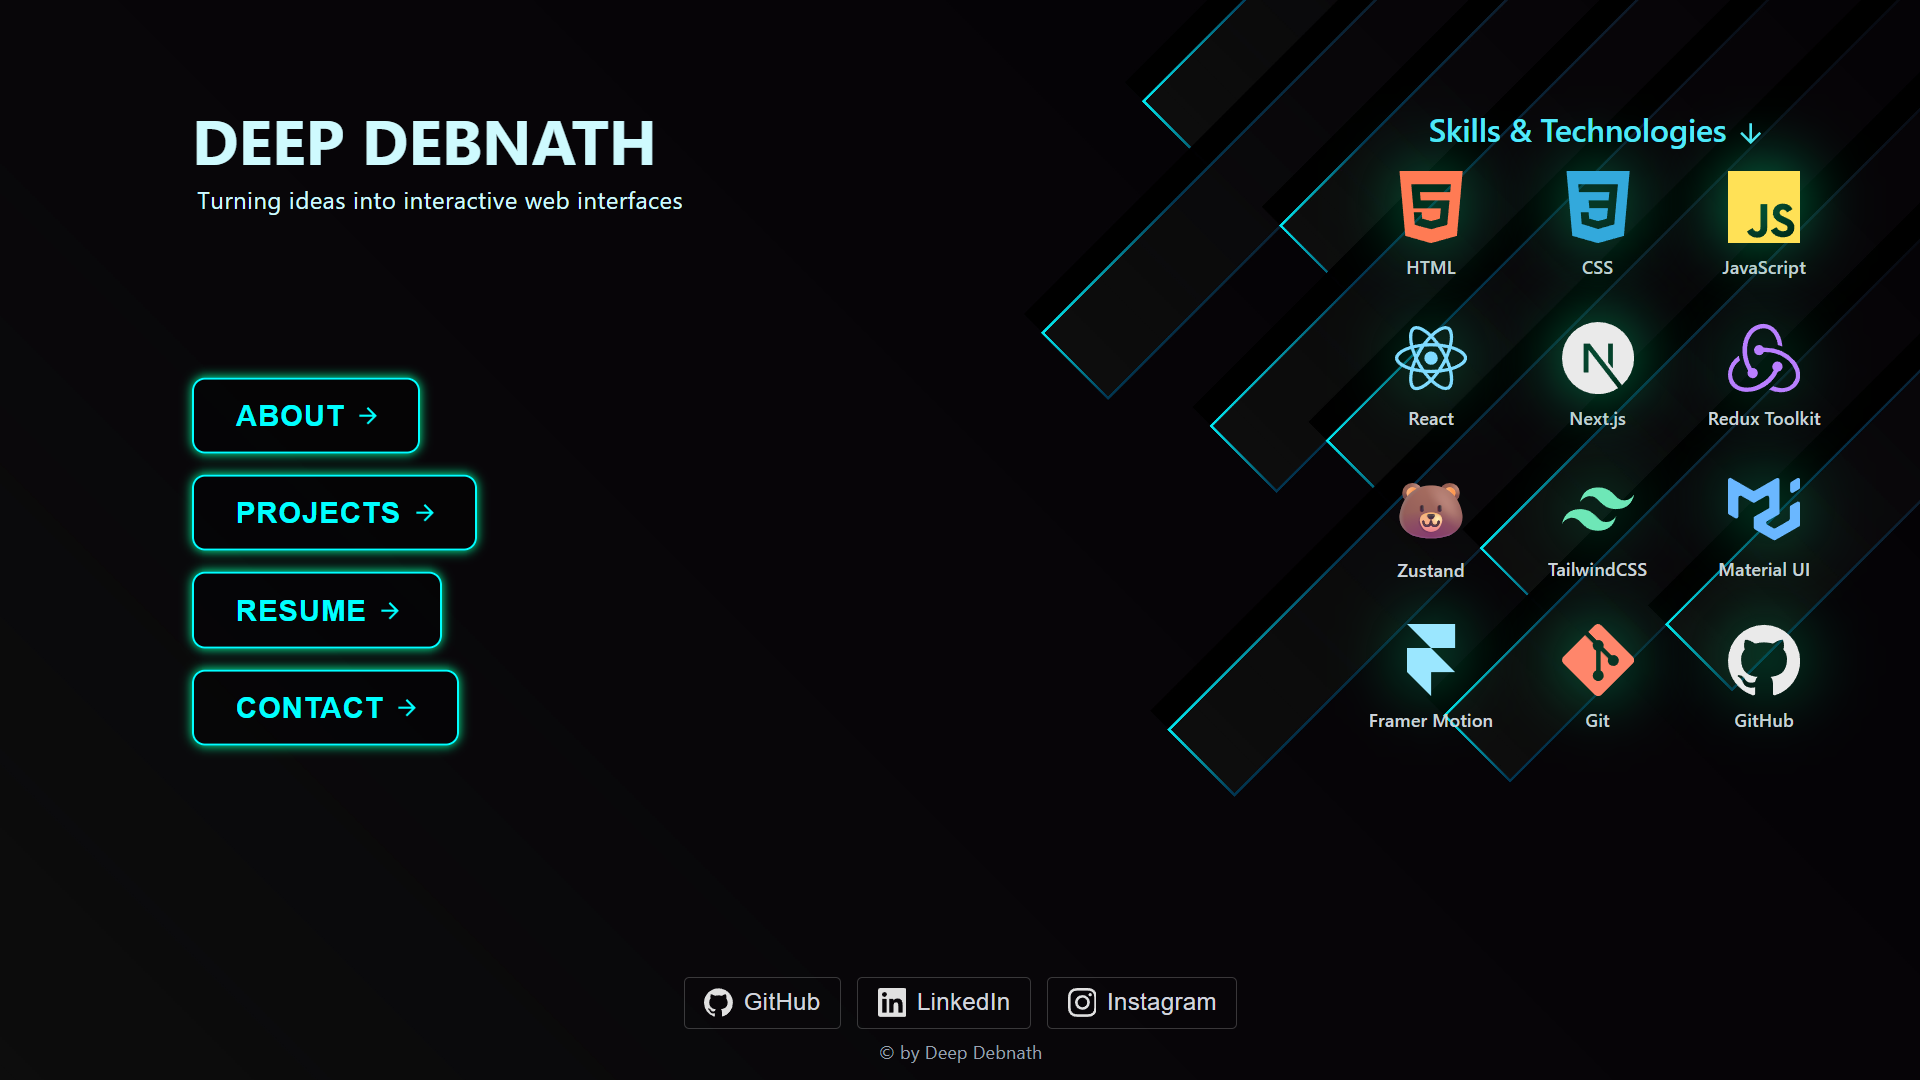 DEEP DEBNATH
Turning ideas into interactive web interfaces
ABOUT →
PROJECTS →
RESUME →
CONTACT →
Skills & Technologies ↓
HTML
CSS
JS
JavaScript
React
Next.js
Redux Toolkit
Zustand
TailwindCSS
Material UI
Framer Motion
Git
GitHub
GitHub
LinkedIn
Instagram
© by Deep Debnath